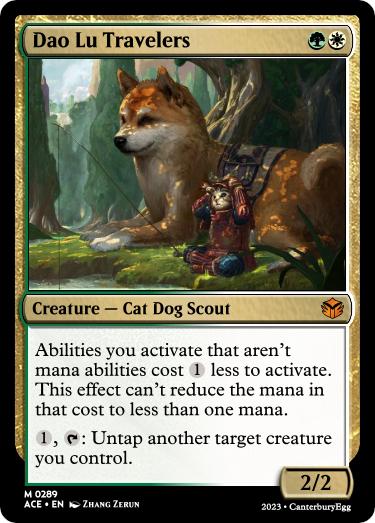 Dao Lu Travelers
Creature — Cat Dog Scout
Abilities you activate that aren't
mana abilities cost 1 less to activate.
This effect can't reduce the mana in
that cost to less than one mana.
1, : Untap another target creature
you control.
2/2
M 0289
ACE • EN Zhang Zerun
2023 • CanterburyEgg